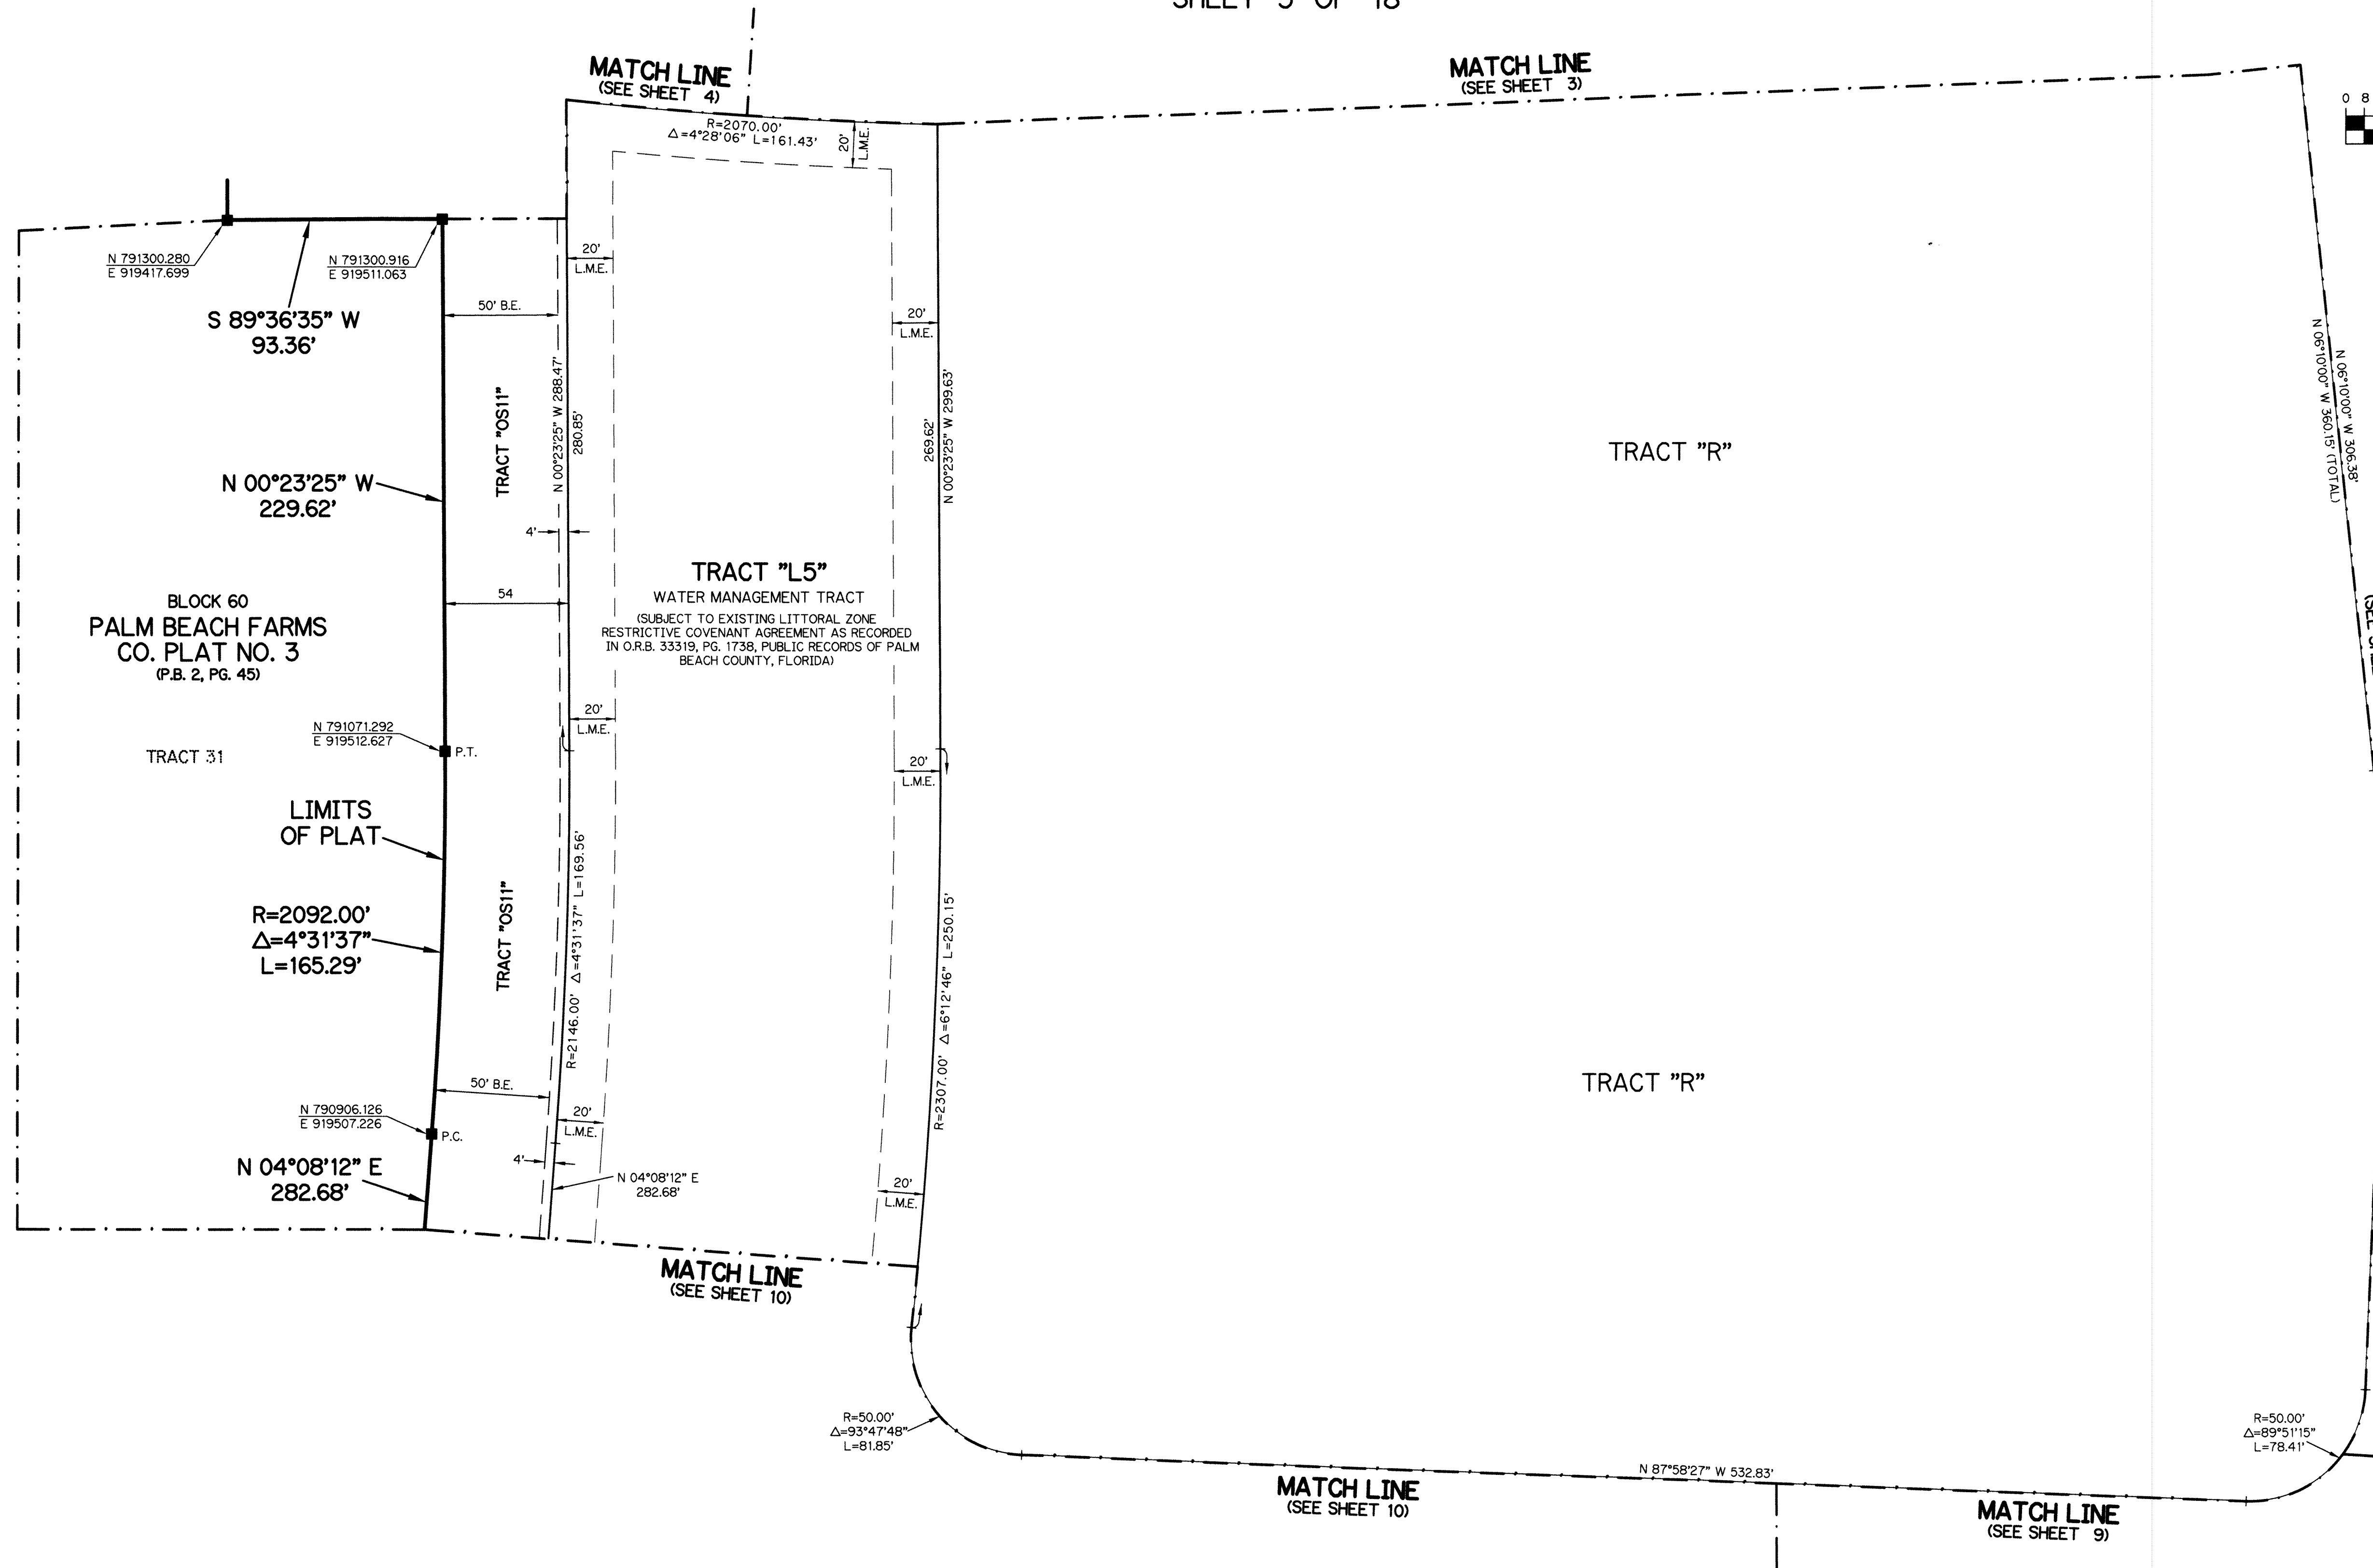 SHEET 5 OF 18
MATCH LINE
(SEE SHEET 4)
MATCH LINE
(SEE SHEET 3)
0 8
R=2070.00'
△=4°28'06" L=161.43'
20'
L.M.E.
N 791300.280
E 919417.699
N 791300.916
E 919511.063
20'
L.M.E.
S 89°36'35" W
93.36'
50' B.E.
20'
L.M.E.
N 06°10'00" W 306.38'
N 06°10'00" W 360.15' (TOTAL)
TRACT "OS11"
N 00°23'25" W 288.47'
280.85'
269.62'
N 00°23'25" W 299.63'
TRACT "R"
N 00°23'25" W
229.62'
4'
TRACT "L5"
WATER MANAGEMENT TRACT
(SUBJECT TO EXISTING LITTORAL ZONE
RESTRICTIVE COVENANT AGREEMENT AS RECORDED
IN O.R.B. 33319, PG. 1738, PUBLIC RECORDS OF PALM
BEACH COUNTY, FLORIDA)
54
BLOCK 60
PALM BEACH FARMS
CO. PLAT NO. 3
(P.B. 2, PG. 45)
20'
L.M.E.
N 791071.292
E 919512.627
P.T.
TRACT 31
20'
L.M.E.
LIMITS
OF PLAT
R=2092.00'
△=4°31'37"
L=165.29'
TRACT "OS11"
R=2146.00' △=4°31'37" L=169.56'
R=2307.00' △=6°12'46" L=250.15'
TRACT "R"
50' B.E.
N 790906.126
E 919507.226
P.C.
20'
L.M.E.
4'
N 04°08'12" E
282.68'
N 04°08'12" E
282.68'
20'
L.M.E.
MATCH LINE
(SEE SHEET 10)
R=50.00'
△=93°47'48"
L=81.85'
R=50.00'
△=89°51'15"
L=78.41'
N 87°58'27" W 532.83'
MATCH LINE
(SEE SHEET 10)
MATCH LINE
(SEE SHEET 9)